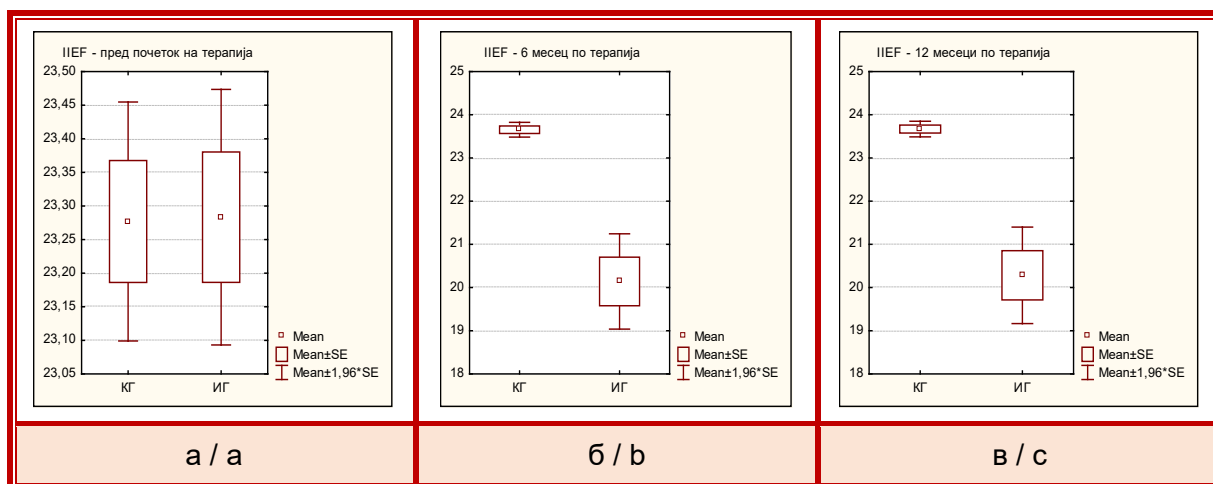 IIEF - пред почеток на терапија
23,50
23,45
23,40
23,35
23,30
23,25
23,20
23,15
23,10
23,05
КГ
ИГ
Mean
Mean±SE
Mean±1,96*SE
IIEF - 6 месец по терапија
25
24
23
22
21
20
19
18
КГ
ИГ
Mean
Mean±SE
Mean±1,96*SE
IIEF - 12 месеци по терапија
25
24
23
22
21
20
19
18
КГ
ИГ
Mean
Mean±SE
Mean±1,96*SE
а / a
б / b
в / c